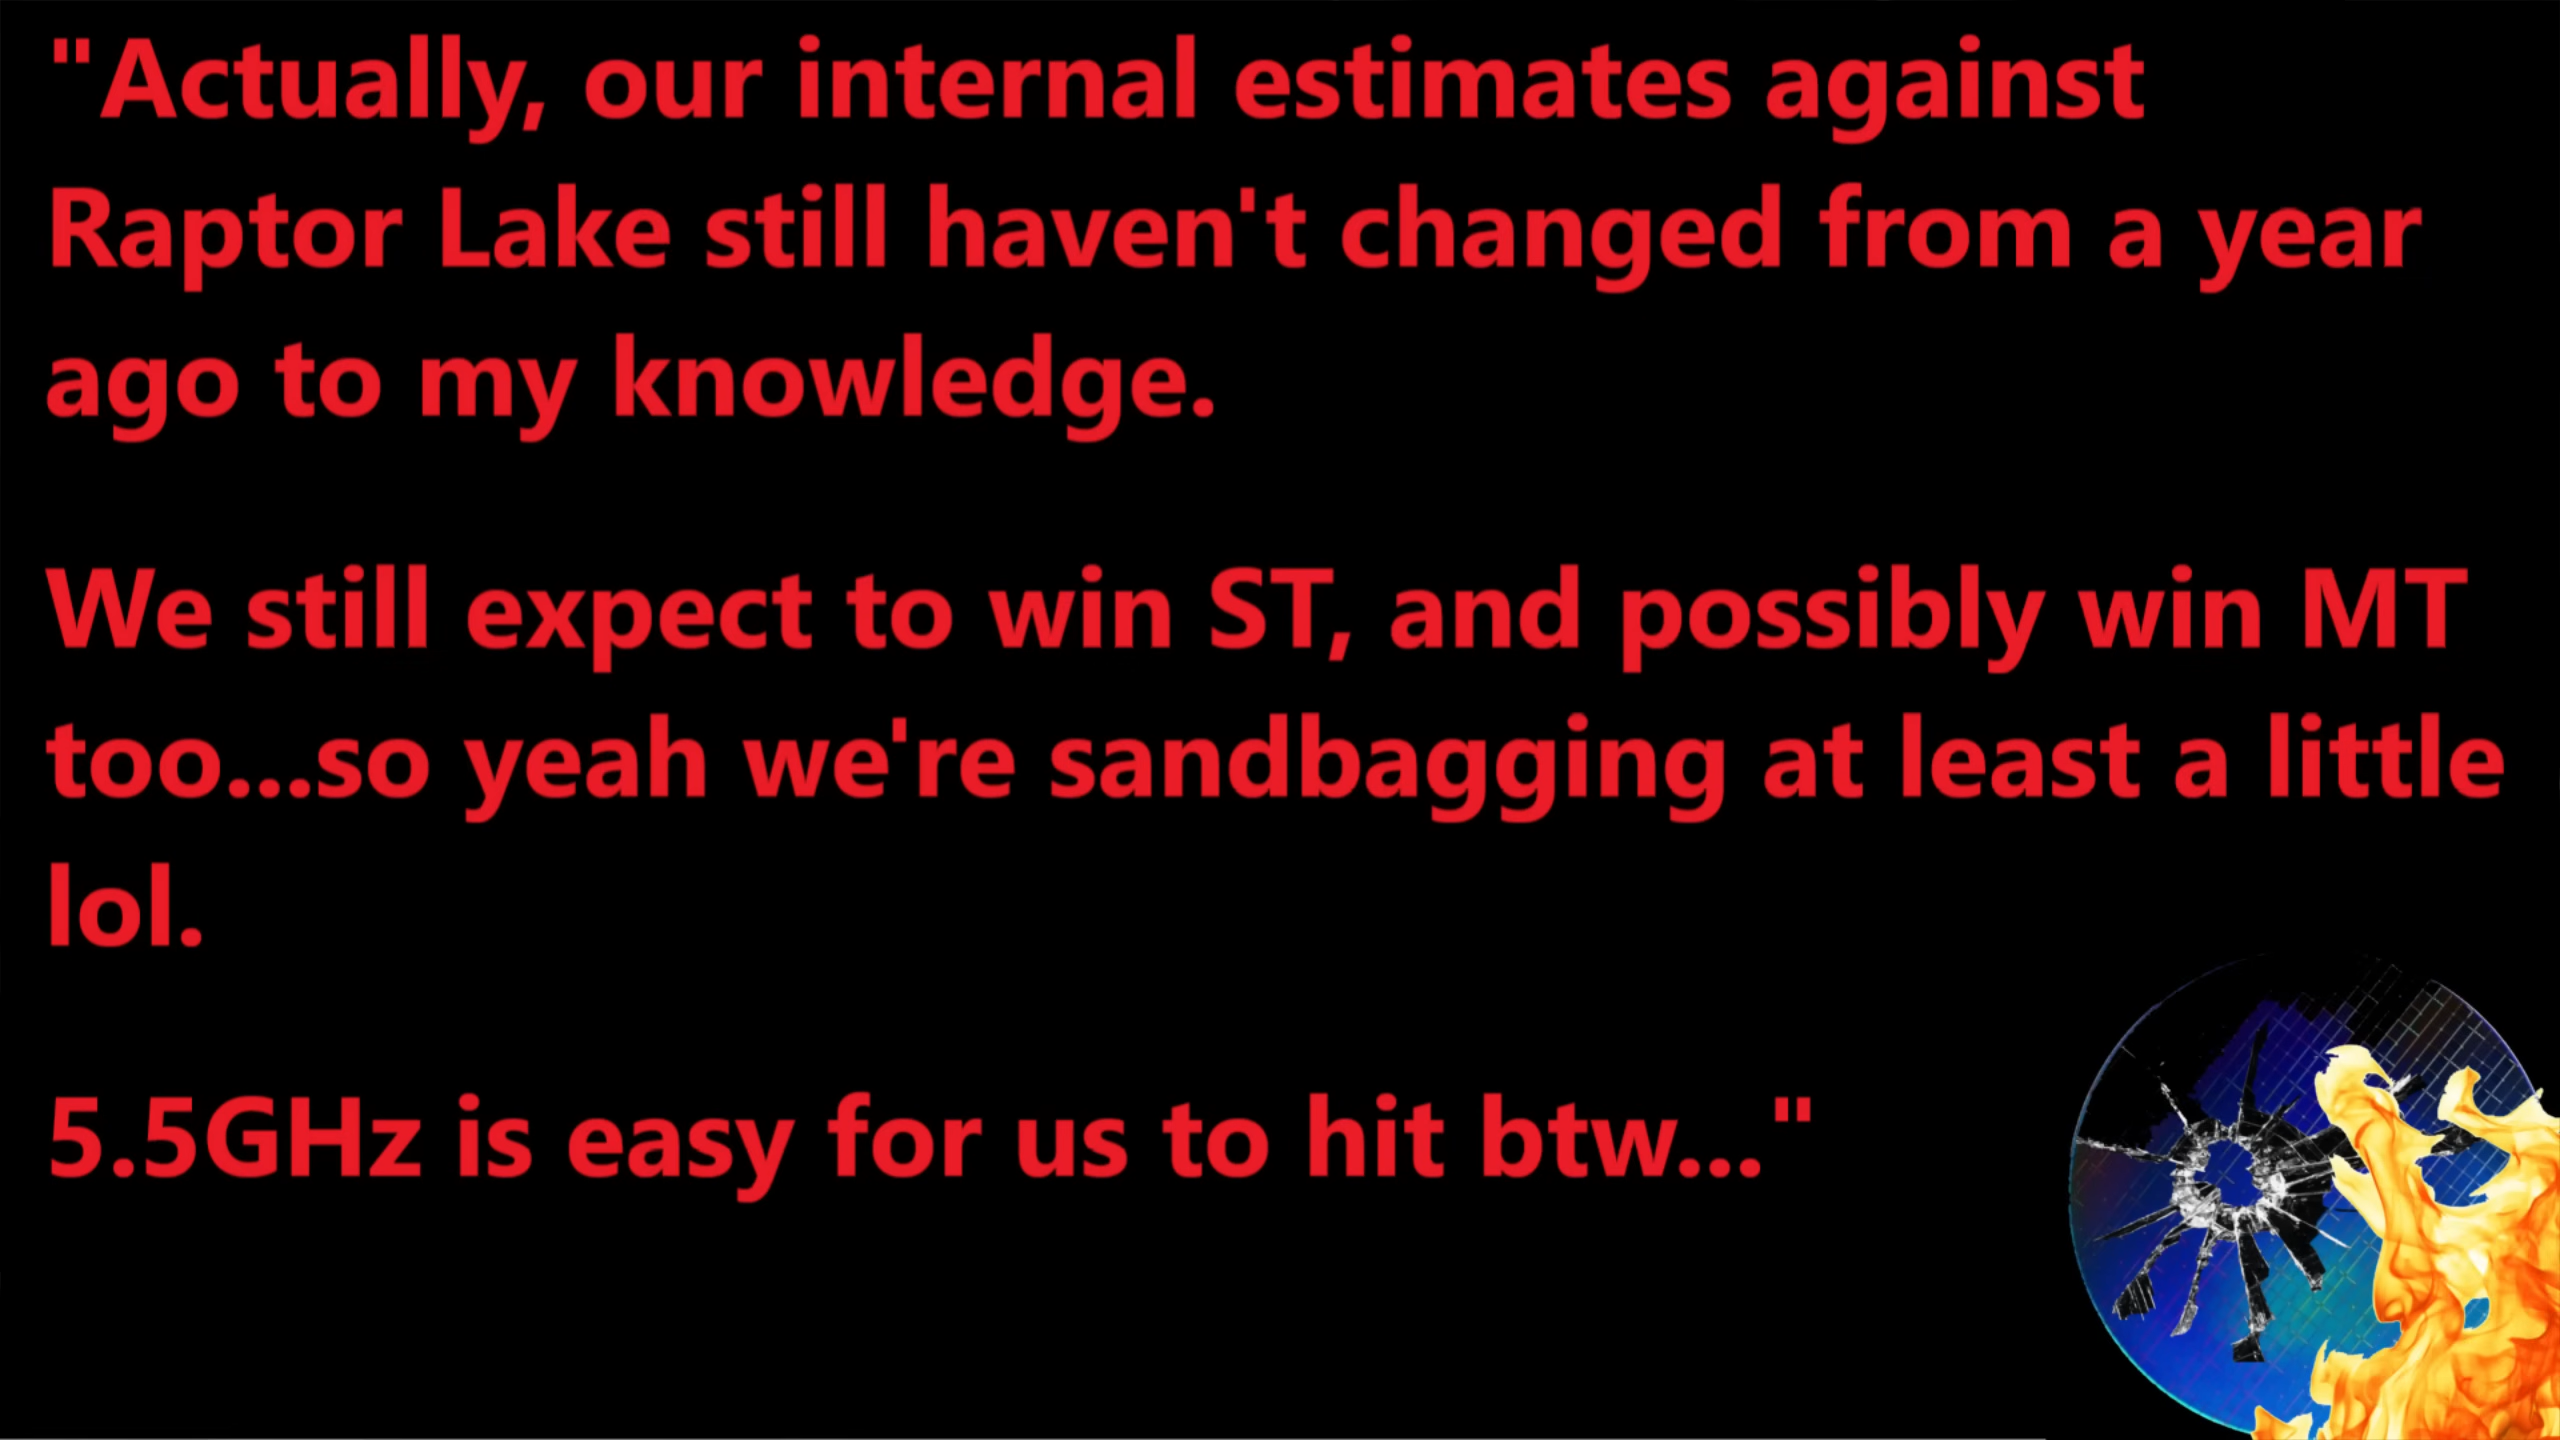 "Actually, our internal estimates against
Raptor Lake still haven't changed from a year
ago to my knowledge.
We still expect to win ST, and possibly win MT
too...so yeah we're sandbagging at least a little
lol.
5.5GHz is easy for us to hit btw..."